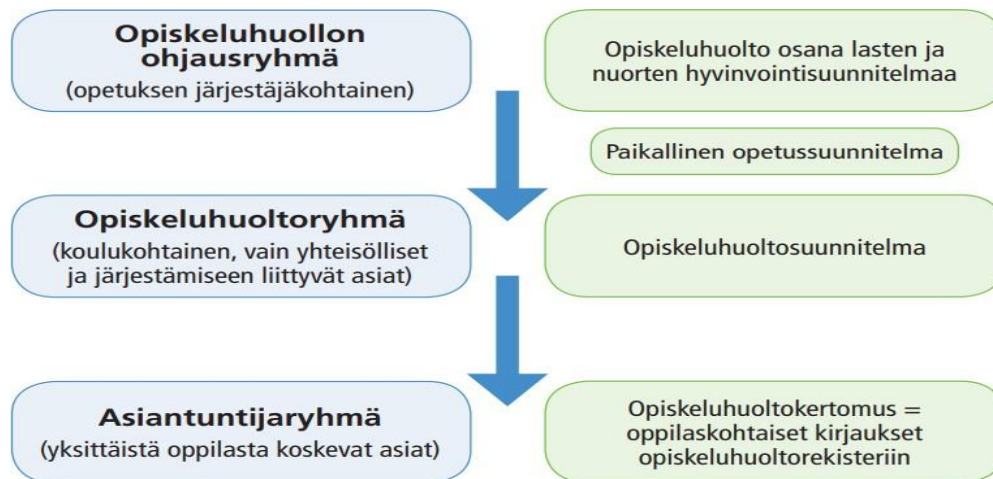 Opiskeluhuollon
ohjausryhmä
(opetuksen järjestäjäkohtainen)
Opiskeluhuolto osana lasten ja
nuorten hyvinvointisuunnitelmaa
Paikallinen opetussuunnitelma
Opiskeluhuoltoryhmä
(koulukohtainen, vain yhteisölliset
ja järjestämiseen liittyvät asiat)
Opiskeluhuoltosuunnitelma
Asiantuntijaryhmä
(yksittäistä oppilasta koskevat asiat)
Opiskeluhuoltokertomus =
oppilaskohtaiset kirjaukset
opiskeluhuoltorekisteriin